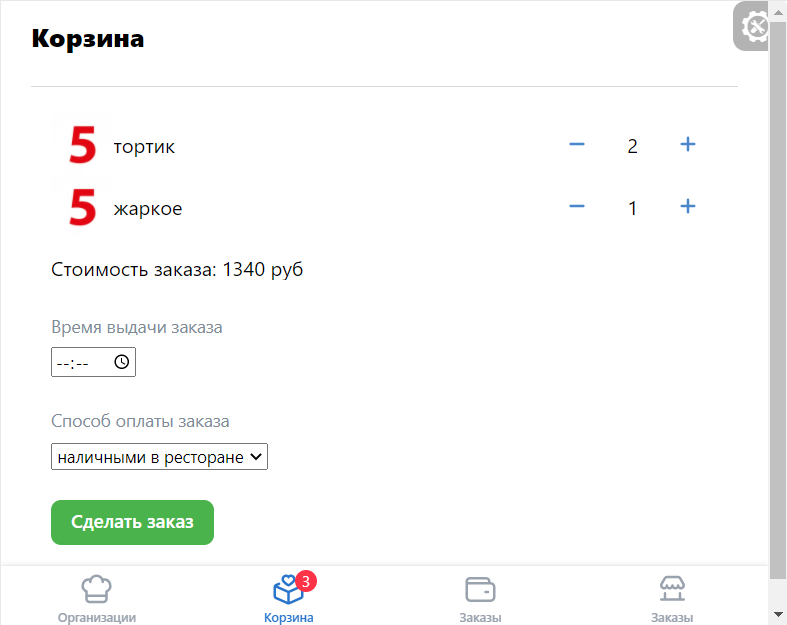 Корзина
5 тортик 2
5 жаркое 1
Стоимость заказа: 1340 руб
Время выдачи заказа
--:--
Способ оплаты заказа
наличными в ресторане
Сделать заказ
3
Организации Корзина Заказы Заказы